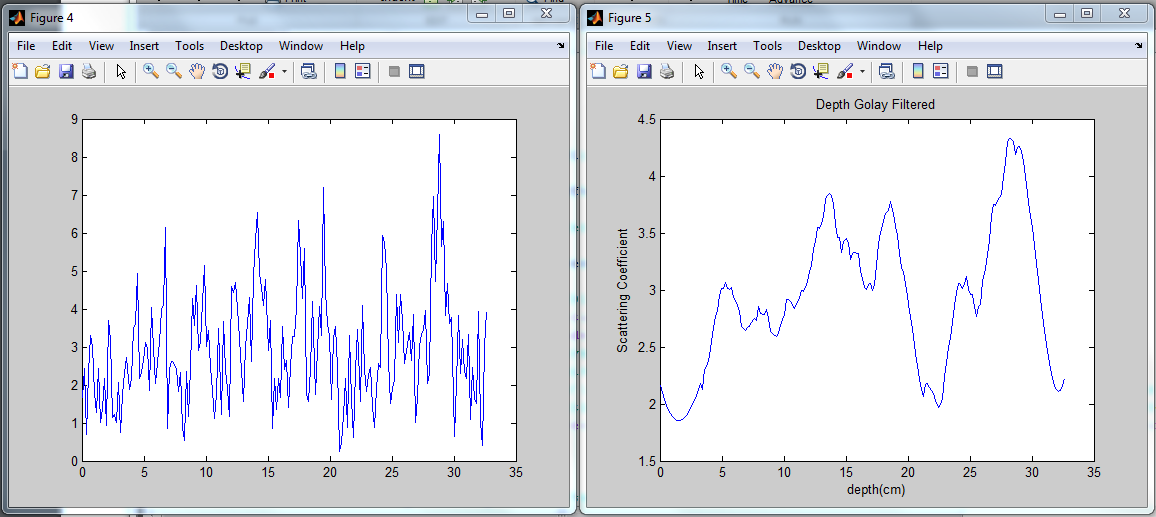 Figure 4
File Edit View Insert Tools Desktop Window Help
9
8
7
6
5
4
3
2
1
0
0 5 10 15 20 25 30 35
Figure 5
File Edit View Insert Tools Desktop Window Help
Depth Golay Filtered
Scattering Coefficient
4.5
4
3.5
3
2.5
2
1.5
0 5 10 15 20 25 30 35
depth(cm)